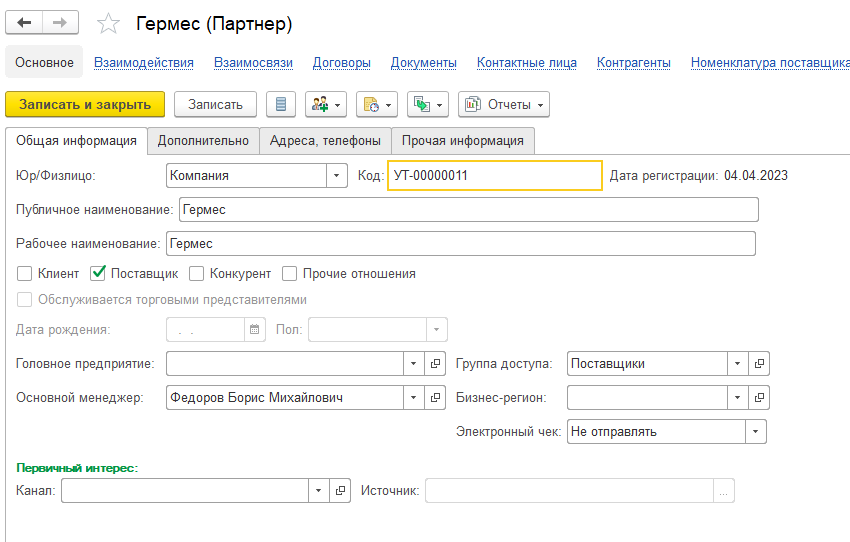 Гермес (Партнер)
Основное Взаимодействия Взаимосвязи Договоры Документы Контактные лица Контрагенты Номенклатура поставщика
Записать и закрыть Записать Отчеты
Общая информация Дополнительно Адреса, телефоны Прочая информация
Юр/Физлицо: Компания Код: УТ-00000011 Дата регистрации: 04.04.2023
Публичное наименование: Гермес
Рабочее наименование: Гермес
Клиент Поставщик Конкурент Прочие отношения
Обслуживается торговыми представителями
Дата рождения: . . Пол:
Головное предприятие: Группа доступа: Поставщики
Основной менеджер: Федоров Борис Михайлович Бизнес-регион:
Электронный чек: Не отправлять
Первичный интерес:
Канал: Источник: ...